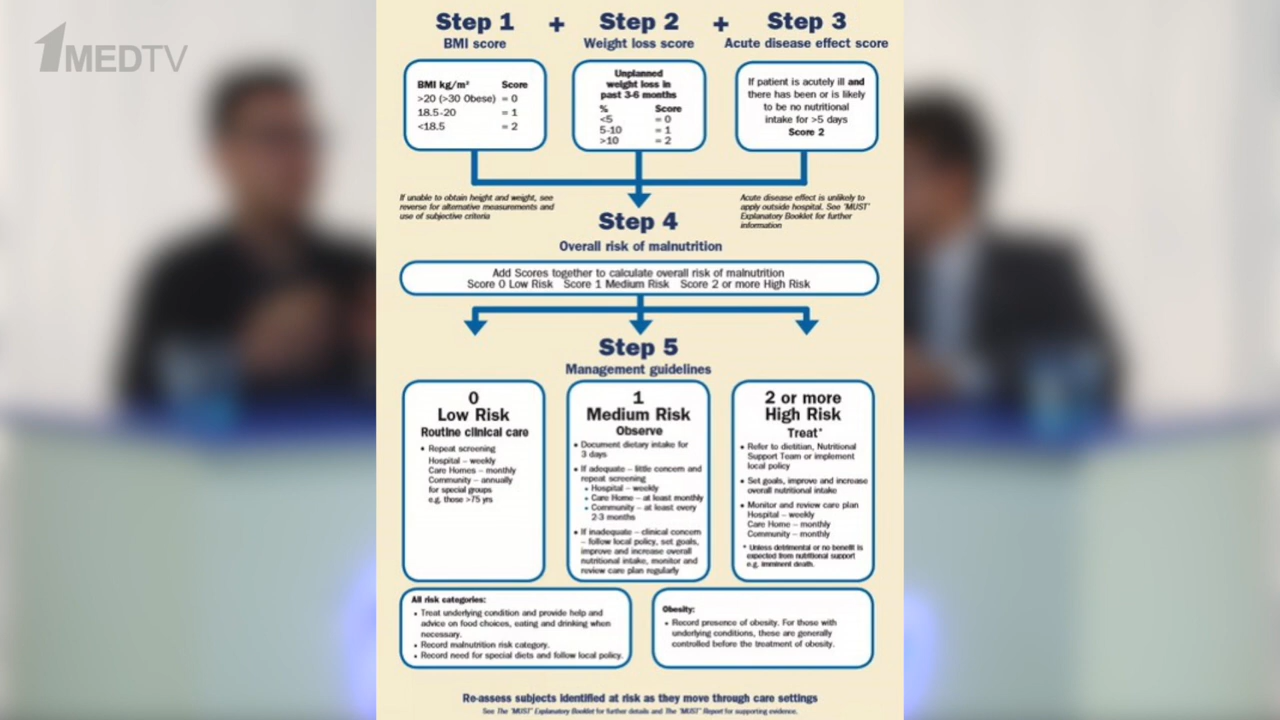 1MEDTV
Step 1 + Step 2 + Step 3
BMI score
Weight loss score
Acute disease effect score
BMI kg/m² Score
>20 (>30 Obese) = 0
18.5-20 = 1
<18.5 = 2
Unplanned
weight loss in
past 3-6 months
% Score
<5 = 0
5-10 = 1
>10 = 2
If patient is acutely ill and
there has been or is likely
to be no nutritional
intake for >5 days
Score 2
If unable to obtain height and weight, see
reverse for alternative measurements and
use of subjective criteria
Acute disease effect is unlikely to
apply outside hospital. See 'MUST'
Explanatory Booklet for further
information
Step 4
Overall risk of malnutrition
Add Scores together to calculate overall risk of malnutrition
Score 0 Low Risk Score 1 Medium Risk Score 2 or more High Risk
Step 5
Management guidelines
0
Low Risk
Routine clinical care
• Repeat screening
Hospital – weekly
Care Homes – monthly
Community – annually
for special groups
e.g. those >75 yrs
1
Medium Risk
Observe
• Document dietary intake for
3 days
• If adequate – little concern and
repeat screening
• Hospital – weekly
• Care Home – at least monthly
• Community – at least every
2-3 months
• If inadequate – clinical concern
– follow local policy, set goals,
improve and increase overall
nutritional intake, monitor and
review care plan regularly
2 or more
High Risk
Treat*
• Refer to dietitian, Nutritional
Support Team or implement
local policy
• Set goals, improve and increase
overall nutritional intake
• Monitor and review care plan
Hospital – weekly
Care Home – monthly
Community – monthly
* Unless detrimental or no benefit is
expected from nutritional support
e.g. imminent death.
All risk categories:
• Treat underlying condition and provide help and
advice on food choices, eating and drinking when
necessary.
• Record malnutrition risk category.
• Record need for special diets and follow local policy.
Obesity:
• Record presence of obesity. For those with
underlying conditions, these are generally
controlled before the treatment of obesity.
Re-assess subjects identified at risk as they move through care settings
See The 'MUST' Explanatory Booklet for further details and The 'MUST' Report for supporting evidence.